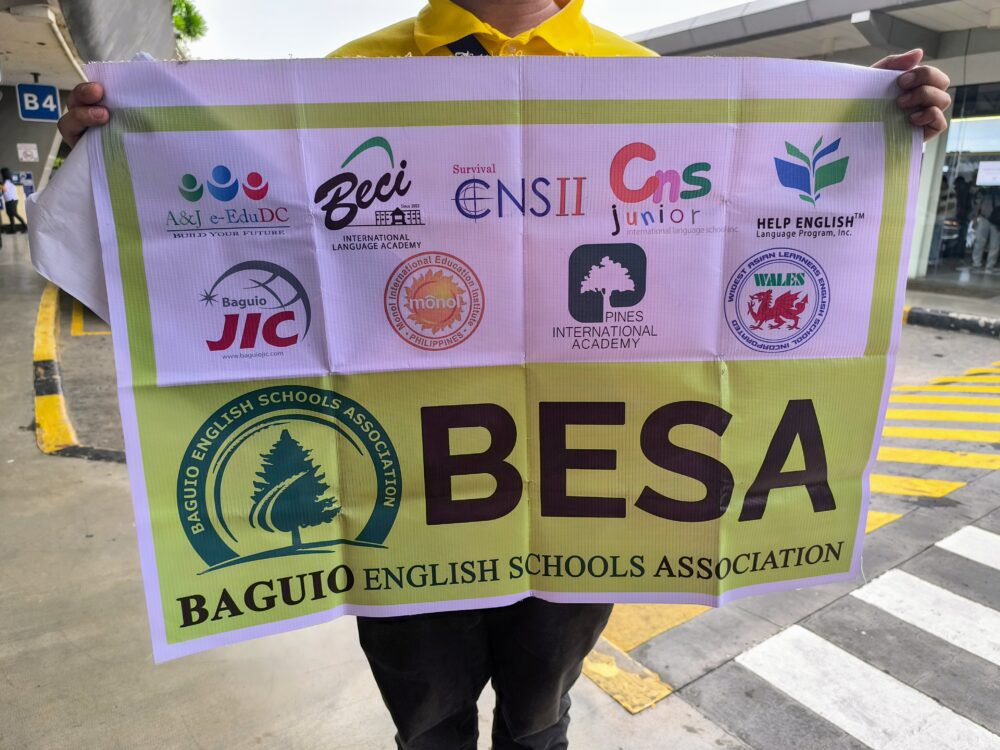 B4
A&J e-EduDC
BUILD YOUR FUTURE
Beci
Since 2002
INTERNATIONAL
LANGUAGE ACADEMY
Survival
CNSII
Cns
junior
international language school inc.
HELP ENGLISH™
Language Program, Inc.
Baguio
JIC
www.baguiojic.com
Monol International Education Institute
mônol
• PHILIPPINES •
PINES
INTERNATIONAL
ACADEMY
WIDEST ASIAN LEARNERS ENGLISH
WALES
SCHOOL INCORPORATED
BAGUIO ENGLISH SCHOOLS ASSOCIATION
BESA
BAGUIO ENGLISH SCHOOLS ASSOCIATION